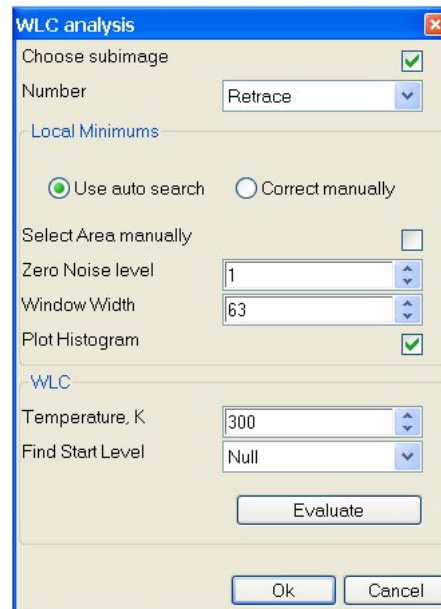 WLC analysis
Choose subimage
Number Retrace
Local Minimums
Use auto search Correct manually
Select Area manually
Zero Noise level 1
Window Width 63
Plot Histogram
WLC
Temperature, K 300
Find Start Level Null
Evaluate
Ok Cancel